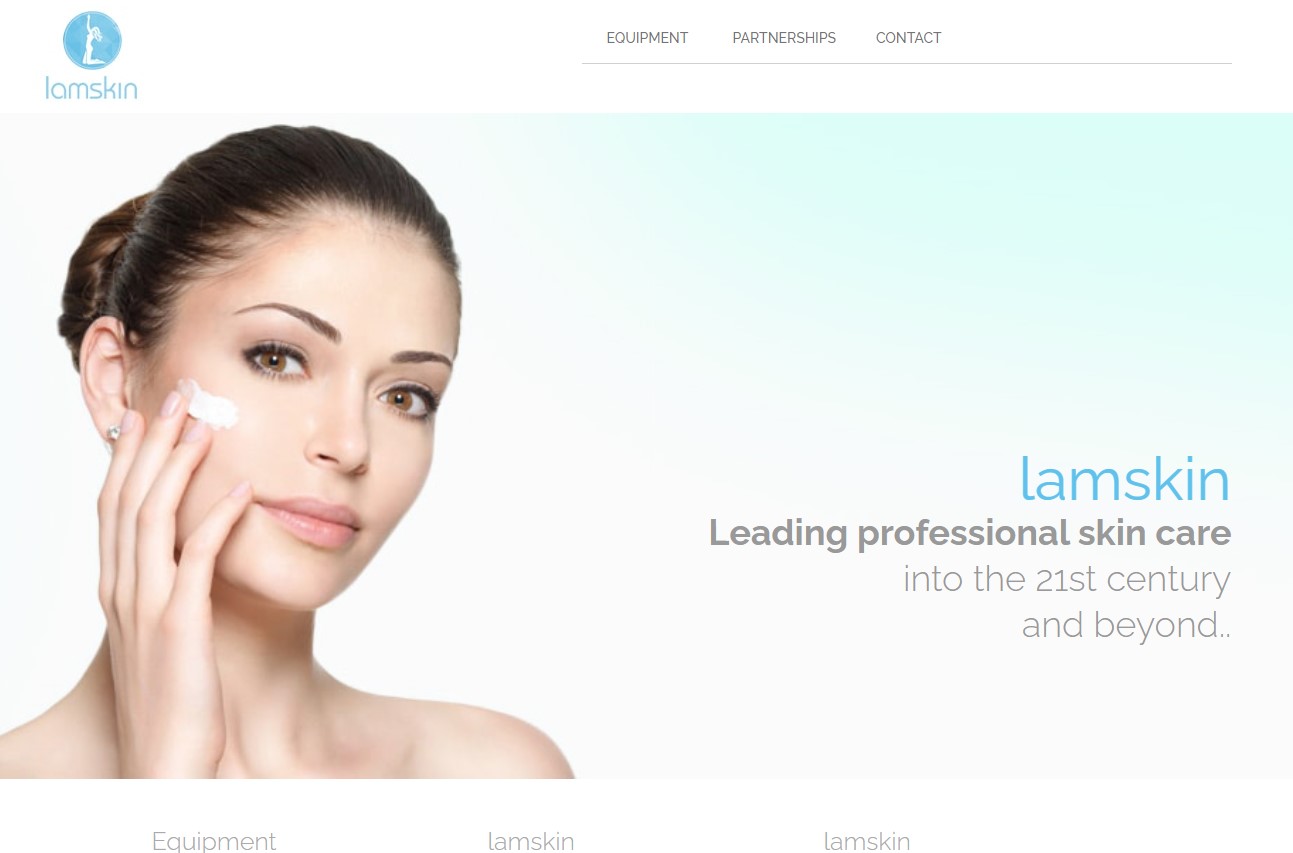 lamskin
EQUIPMENT PARTNERSHIPS CONTACT
lamskin
Leading professional skin care
into the 21st century
and beyond..
Equipment lamskin lamskin